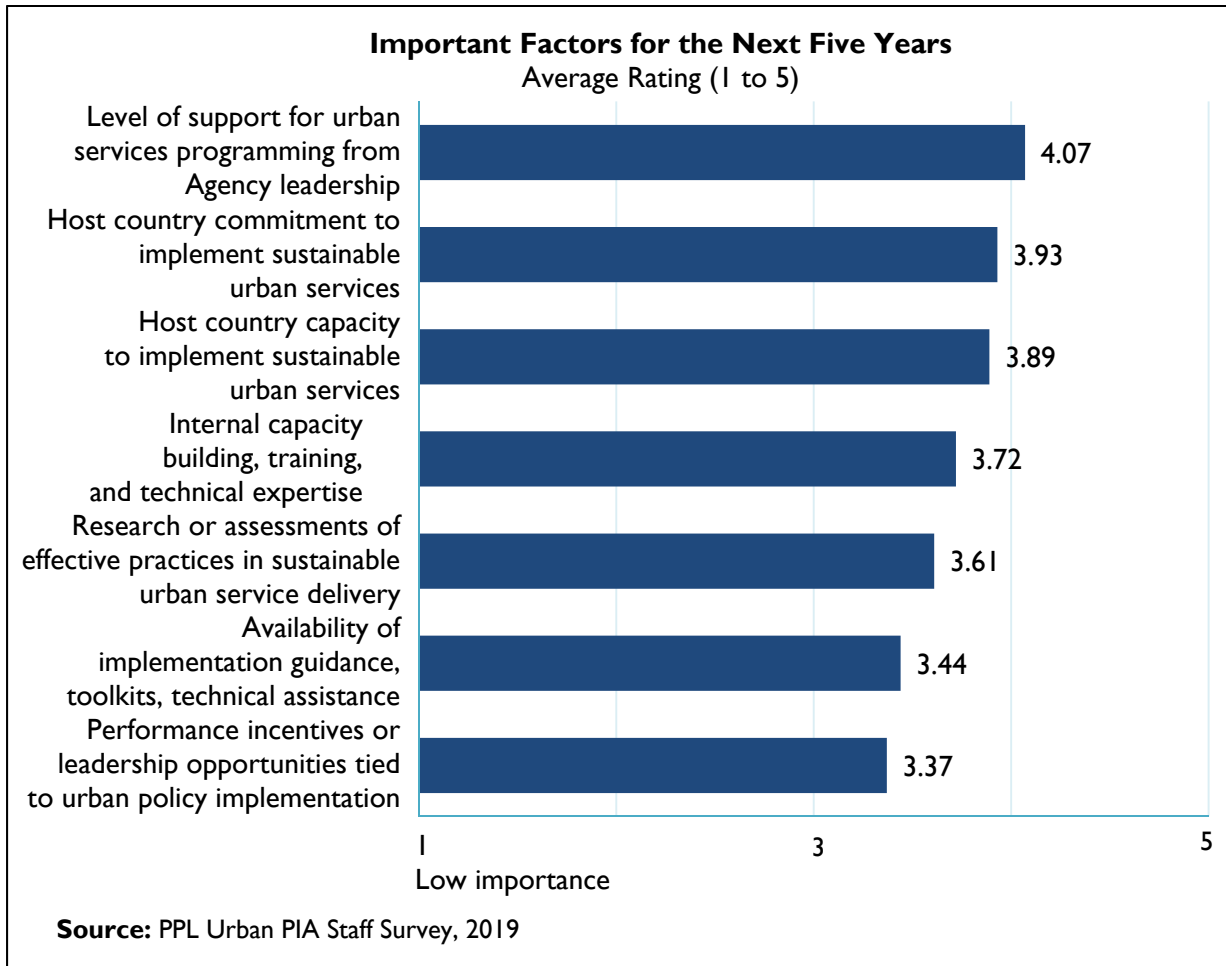 Important Factors for the Next Five Years
Average Rating (1 to 5)
Level of support for urban
services programming from
Agency leadership
4.07
Host country commitment to
implement sustainable
urban services
3.93
Host country capacity
to implement sustainable
urban services
3.89
Internal capacity
building, training,
and technical expertise
3.72
Research or assessments of
effective practices in sustainable
urban service delivery
3.61
Availability of
implementation guidance,
toolkits, technical assistance
3.44
Performance incentives or
leadership opportunities tied
to urban policy implementation
3.37
1 3 5
Low importance
Source: PPL Urban PIA Staff Survey, 2019